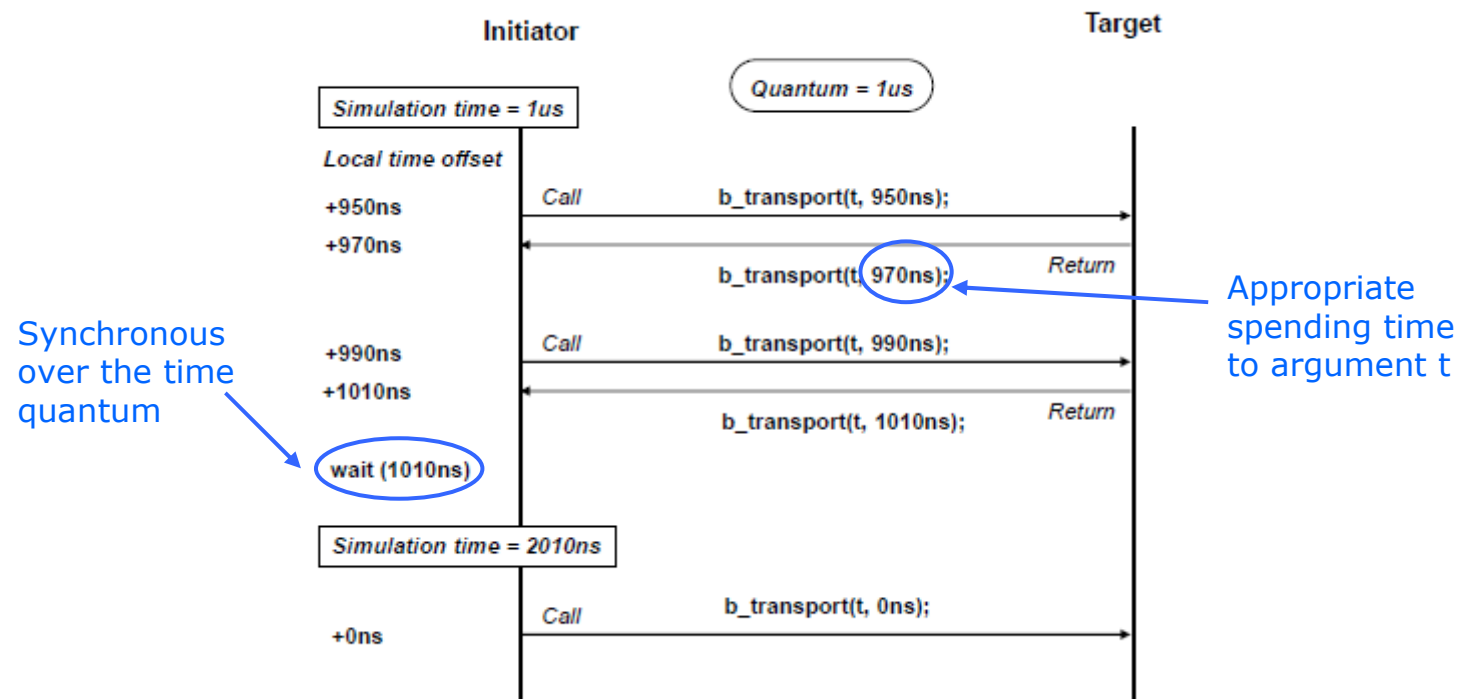 Initiator
Target
Quantum = 1us
Simulation time = 1us
Local time offset
+950ns
Call
b_transport(t, 950ns);
+970ns
b_transport(t, 970ns);
Return
Appropriate
spending time
to argument t
Synchronous
over the time
quantum
+990ns
Call
b_transport(t, 990ns);
+1010ns
b_transport(t, 1010ns);
Return
wait (1010ns)
Simulation time = 2010ns
+0ns
Call
b_transport(t, 0ns);